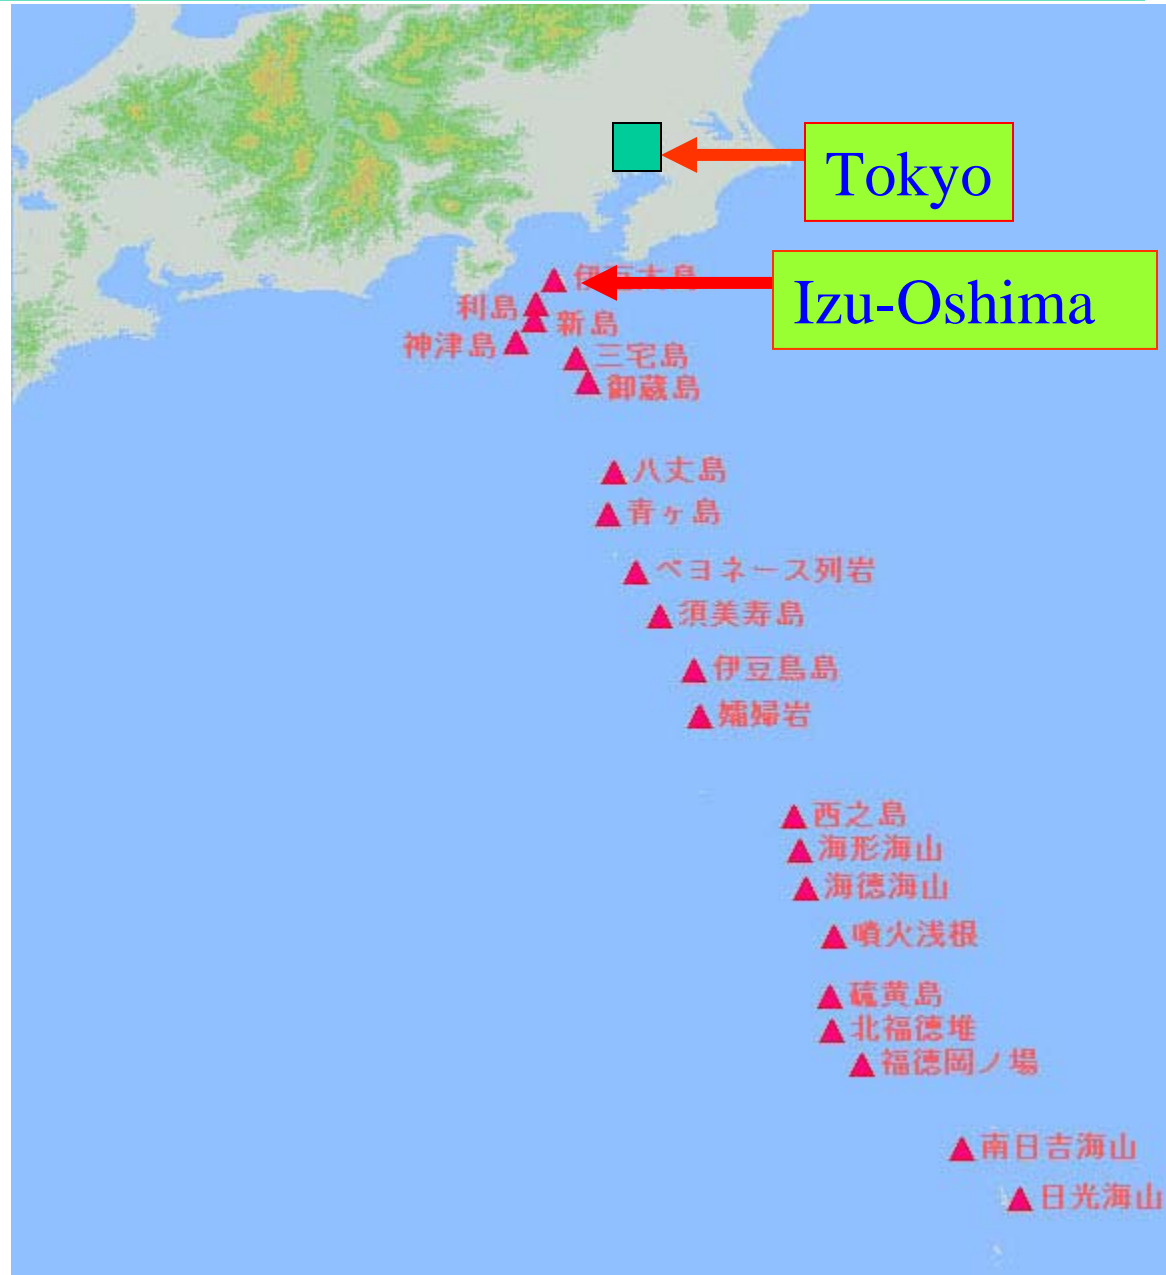 Tokyo
伊豆大島
Izu-Oshima
利島
新島
神津島
三宅島
御蔵島
八丈島
青ヶ島
ベヨネース列岩
須美寿島
伊豆鳥島
孀婦岩
西之島
海形海山
海徳海山
噴火浅根
硫黄島
北福徳堆
福徳岡ノ場
南日吉海山
日光海山